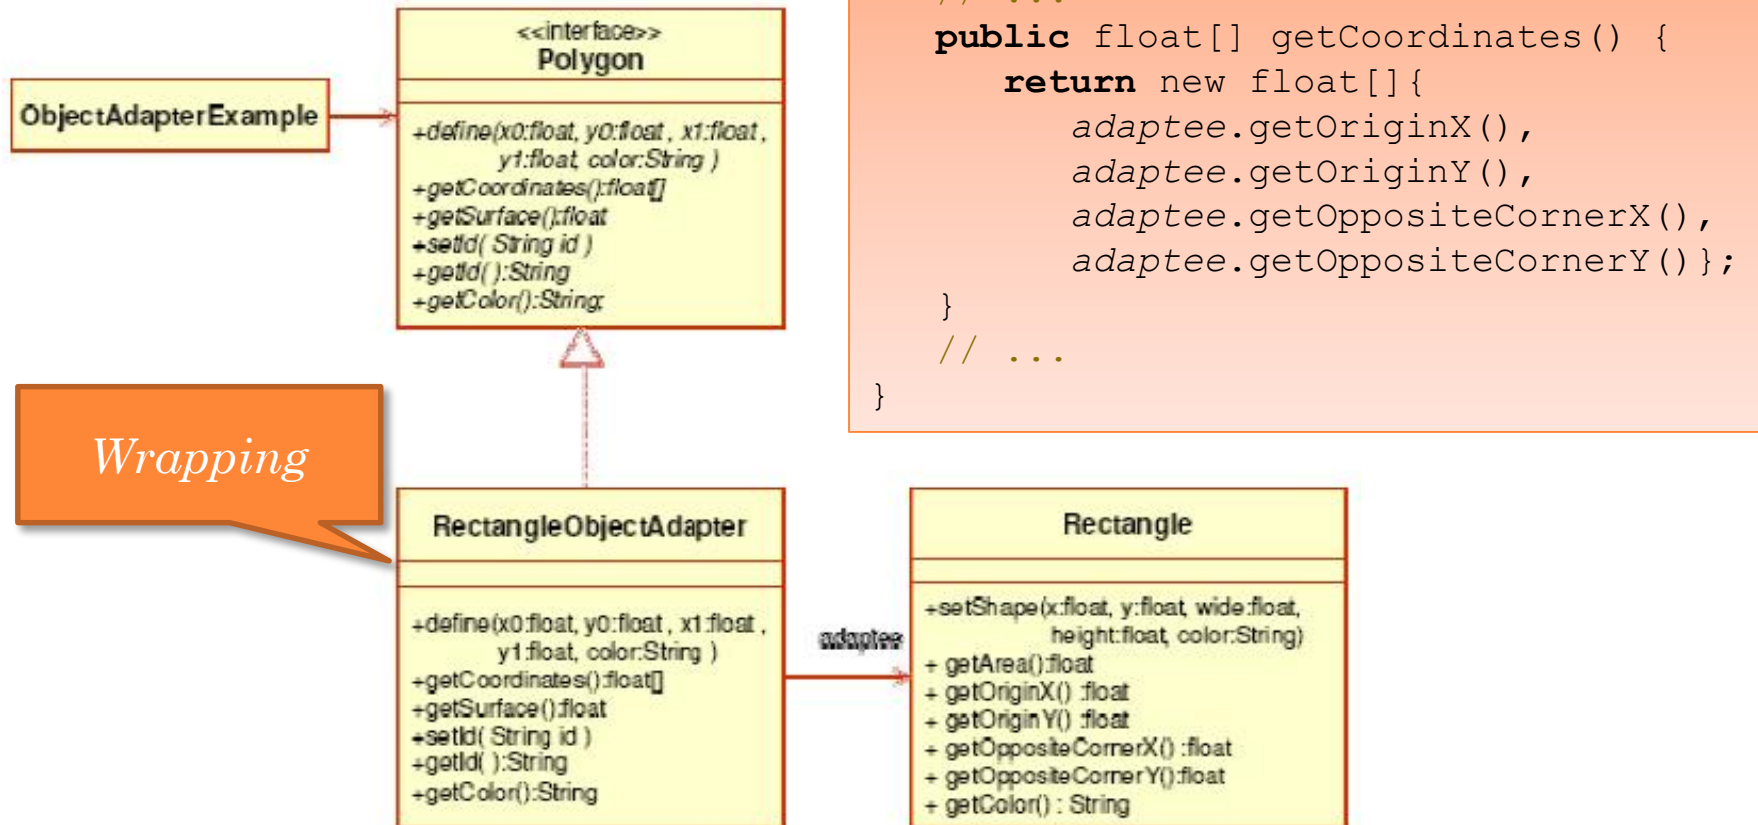 <<interface>>
Polygon
ObjectAdapterExample
+define(x0:float, y0:float , x1:float ,
y1:float, color:String )
+getCoordinates():float[]
+getSurface():float
+setId( String id )
+getId( ):String
+getColor():String;
// ...
public float[] getCoordinates() {
return new float[]{
adaptee.getOriginX(),
adaptee.getOriginY(),
adaptee.getOppositeCornerX(),
adaptee.getOppositeCornerY()};
}
// ...
}
Wrapping
RectangleObjectAdapter
+define(x0:float, y0:float , x1:float ,
y1:float, color:String )
+getCoordinates():float[]
+getSurface():float
+setId( String id )
+getId( ):String
+getColor():String
adaptee
Rectangle
+setShape(x:float, y:float, wide:float,
height:float, color:String)
+ getArea():float
+ getOriginX() :float
+ getOriginY() :float
+ getOppositeCornerX() :float
+ getOppositeCornerY():float
+ getColor() : String